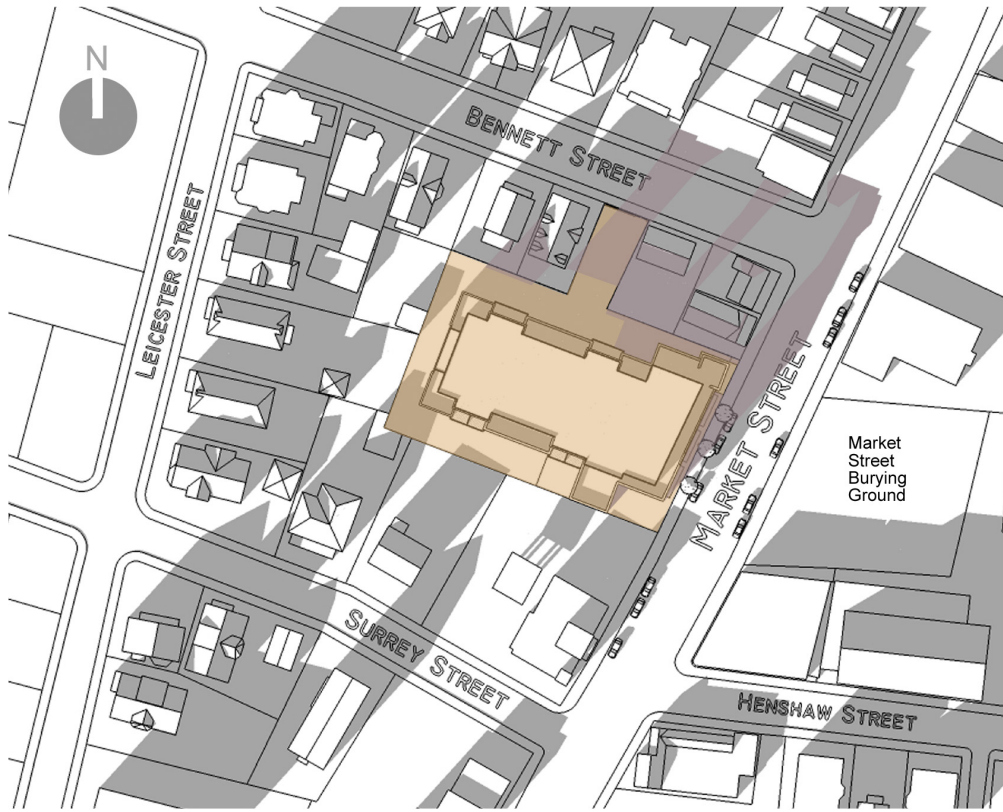 N
BENNETT STREET
LEICESTER STREET
MARKET STREET
Market
Street
Burying
Ground
SURREY STREET
HENSHAW STREET